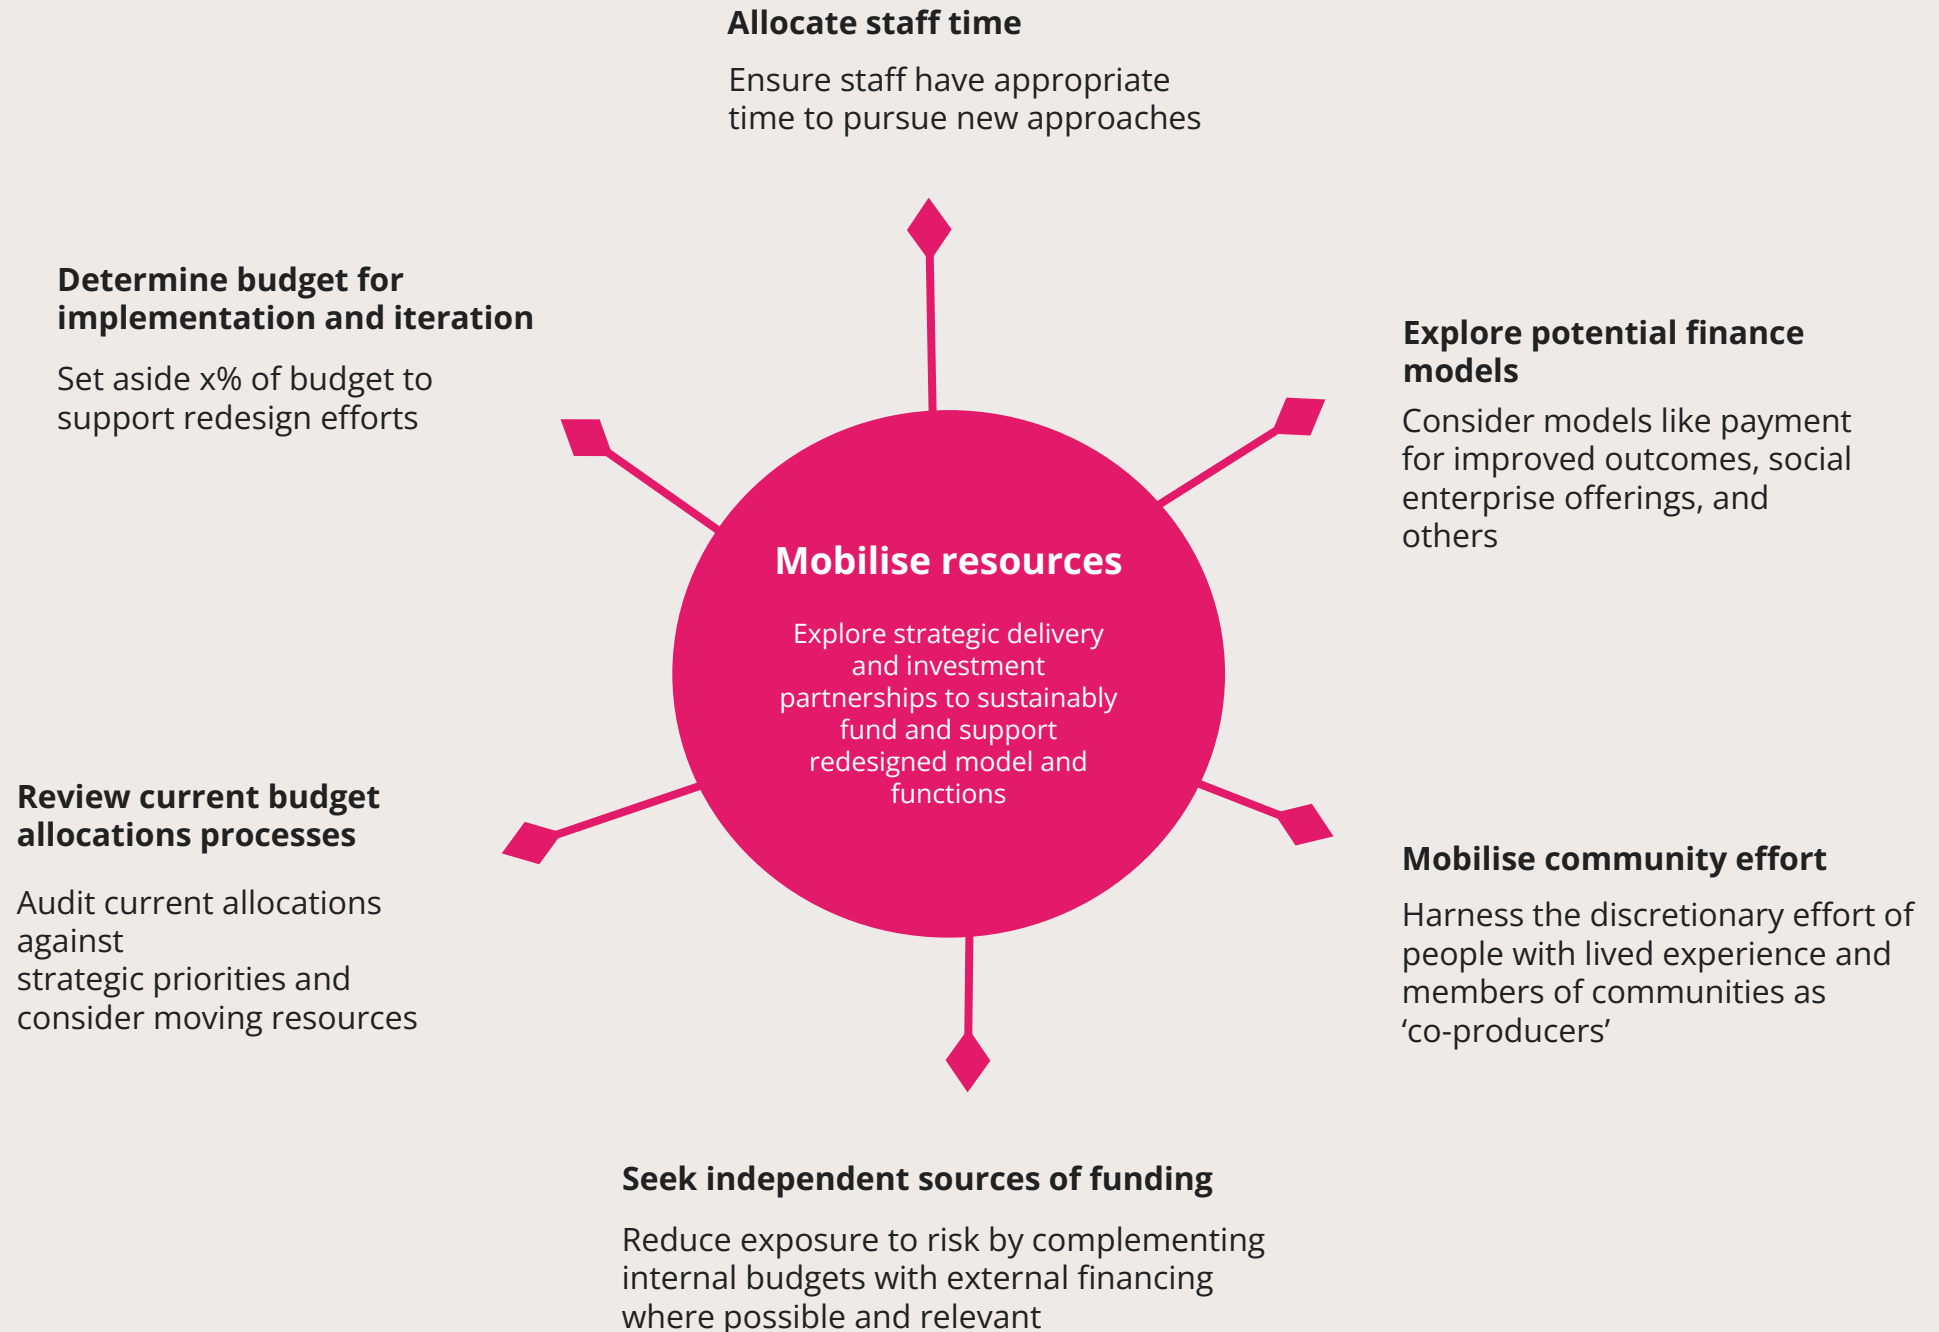 Allocate staff time
Ensure staff have appropriate
time to pursue new approaches
Determine budget for
implementation and iteration
Set aside x% of budget to
support redesign efforts
Explore potential finance
models
Consider models like payment
for improved outcomes, social
enterprise offerings, and
others
Mobilise resources
Explore strategic delivery
and investment
partnerships to sustainably
fund and support
redesigned model and
functions
Review current budget
allocations processes
Audit current allocations
against
strategic priorities and
consider moving resources
Mobilise community effort
Harness the discretionary effort of
people with lived experience and
members of communities as
‘co-producers’
Seek independent sources of funding
Reduce exposure to risk by complementing
internal budgets with external financing
where possible and relevant